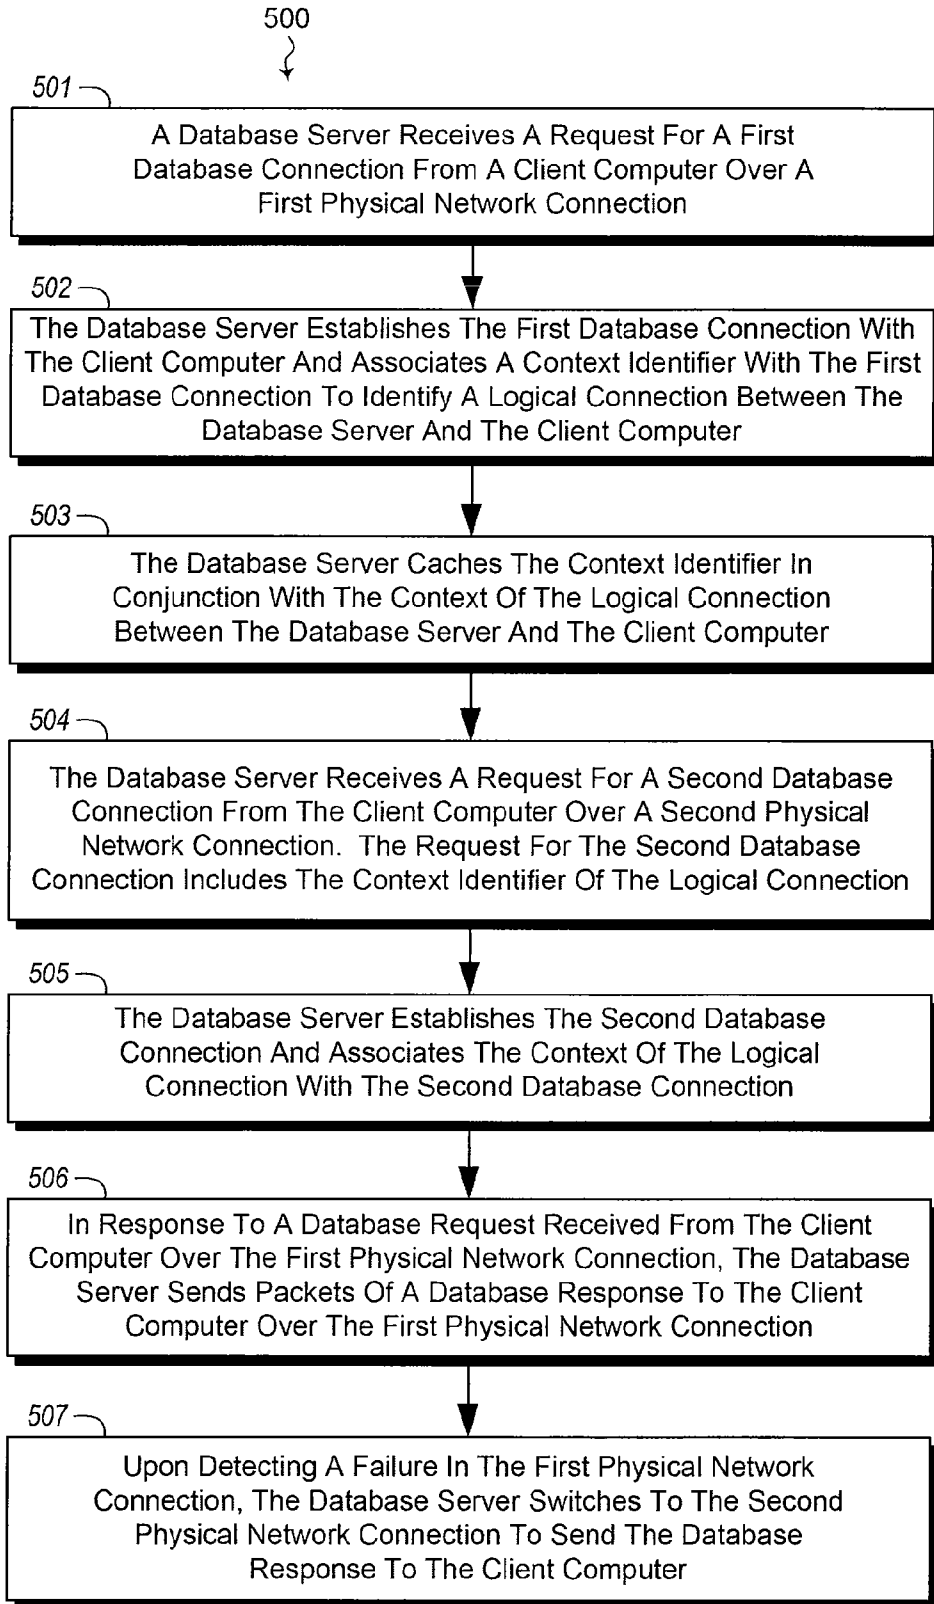 500
501
A Database Server Receives A Request For A First
Database Connection From A Client Computer Over A
First Physical Network Connection
502
The Database Server Establishes The First Database Connection With
The Client Computer And Associates A Context Identifier With The First
Database Connection To Identify A Logical Connection Between The
Database Server And The Client Computer
503
The Database Server Caches The Context Identifier In
Conjunction With The Context Of The Logical Connection
Between The Database Server And The Client Computer
504
The Database Server Receives A Request For A Second Database
Connection From The Client Computer Over A Second Physical
Network Connection. The Request For The Second Database
Connection Includes The Context Identifier Of The Logical Connection
505
The Database Server Establishes The Second Database
Connection And Associates The Context Of The Logical
Connection With The Second Database Connection
506
In Response To A Database Request Received From The Client
Computer Over The First Physical Network Connection, The Database
Server Sends Packets Of A Database Response To The Client
Computer Over The First Physical Network Connection
507
Upon Detecting A Failure In The First Physical Network
Connection, The Database Server Switches To The Second
Physical Network Connection To Send The Database
Response To The Client Computer